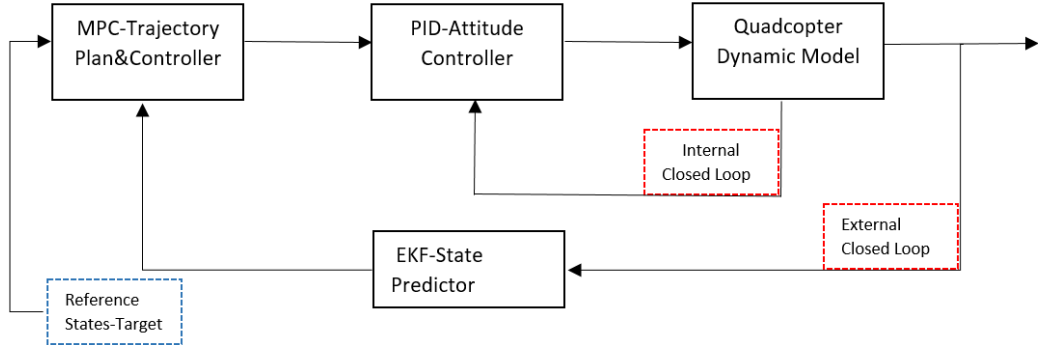 MPC-Trajectory
Plan&Controller
PID-Attitude
Controller
Quadcopter
Dynamic Model
Internal
Closed Loop
External
Closed Loop
EKF-State
Predictor
Reference
States-Target